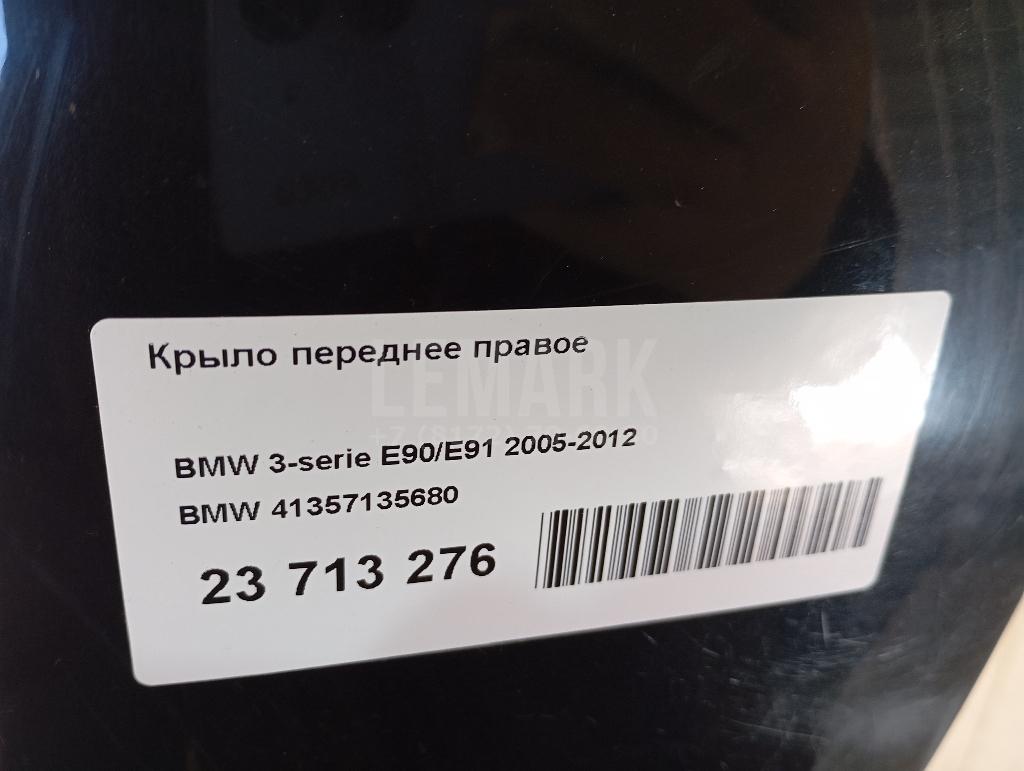 Крыло переднее правое
LEMARK
BMW 3-serie E90/E91 2005-2012
BMW 41357135680
23 713 276